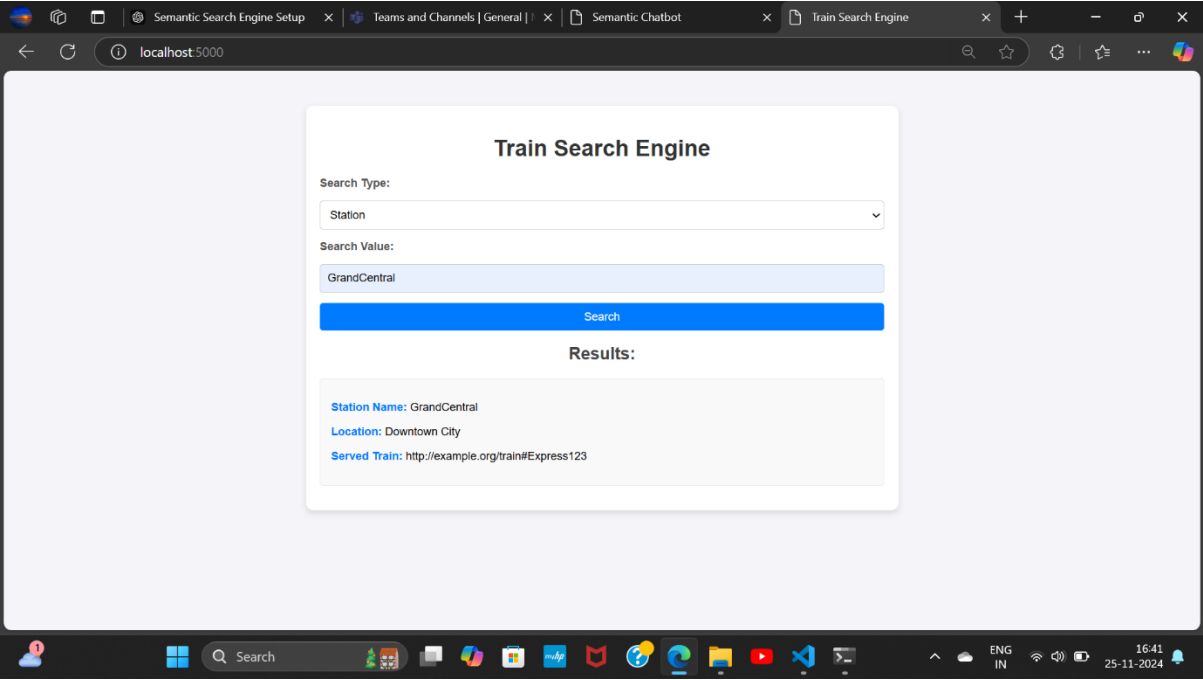 Semantic Search Engine Setup
Teams and Channels | General |
Semantic Chatbot
Train Search Engine
localhost:5000
Train Search Engine
Search Type:
Station
Search Value:
GrandCentral
Search
Results:
Station Name: GrandCentral
Location: Downtown City
Served Train: http://example.org/train#Express123
1
Search
myhp
ENG
IN
16:41
25-11-2024